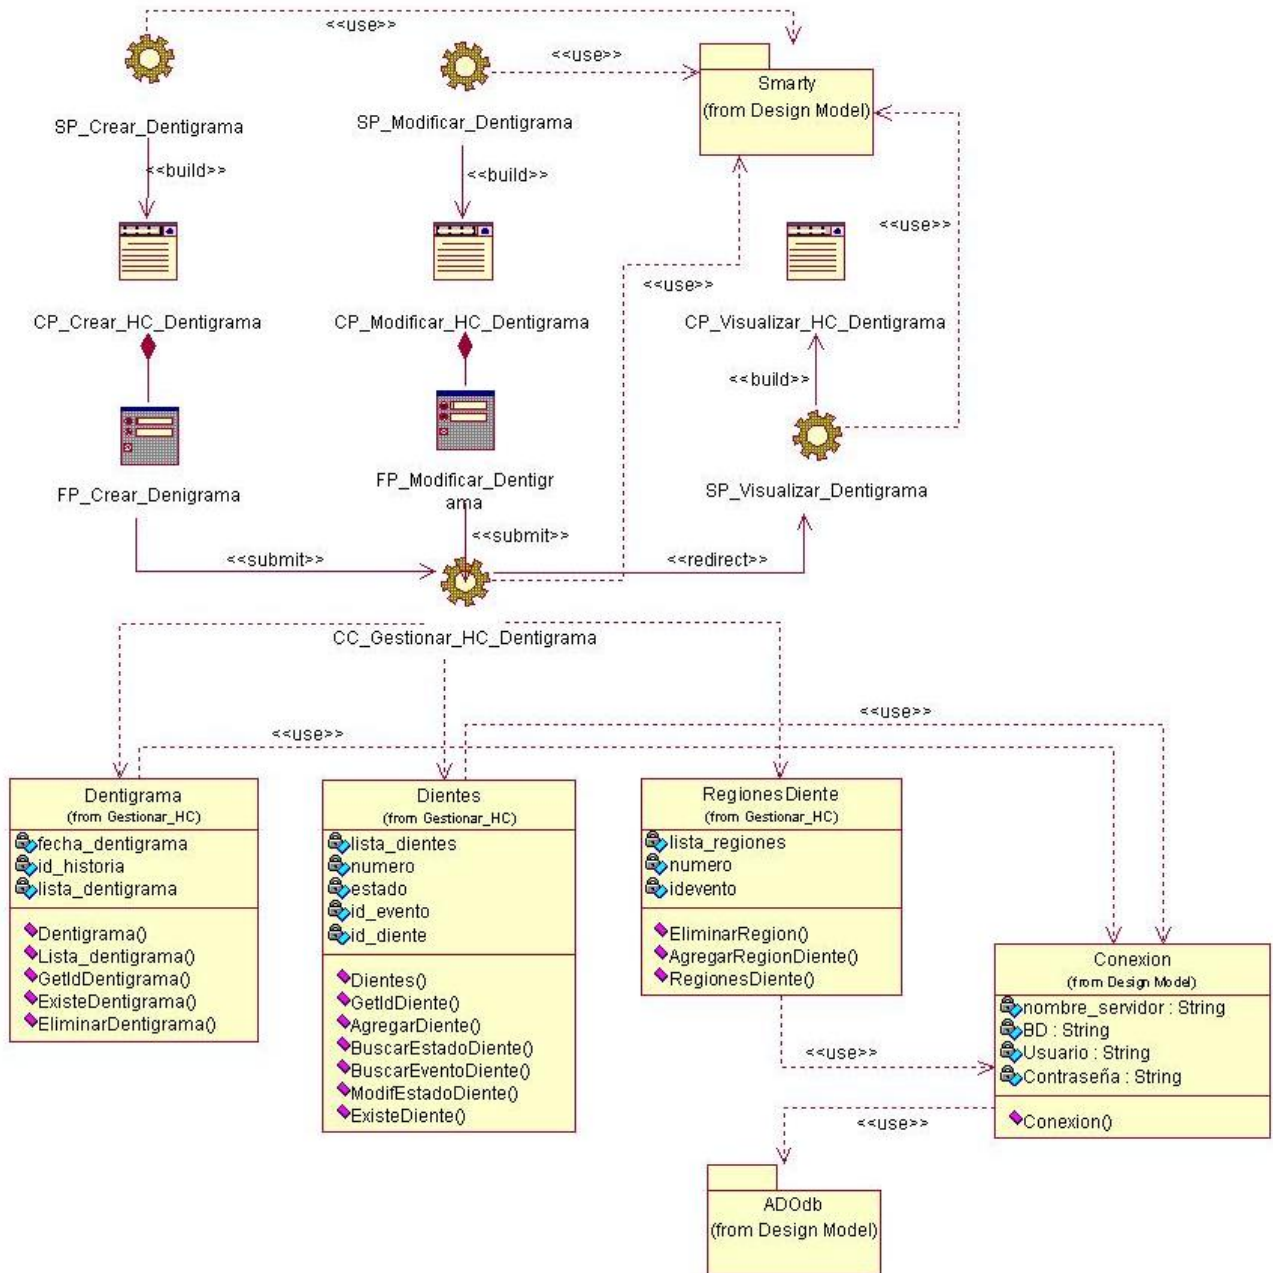 <<use>>
<<use>>
Smarty
(from Design Model)
SP_Crear_Dentigrama
SP_Modificar_Dentigrama
<<build>>
<<build>>
<<use>>
<<use>>
CP_Crear_HC_Dentigrama
CP_Modificar_HC_Dentigrama
CP_Visualizar_HC_Dentigrama
<<build>>
FP_Crear_Denigrama
FP_Modificar_Dentigr
ama
SP_Visualizar_Dentigrama
<<submit>>
<<submit>>
<<redirect>>
CC_Gestionar_HC_Dentigrama
<<use>>
<<use>>
Dentigrama
(from Gestionar_HC)
fecha_dentigrama
id_historia
lista_dentigrama
Dentigrama()
Lista_dentigrama()
GetIdDentigrama()
ExisteDentigrama()
EliminarDentigrama()
Dientes
(from Gestionar_HC)
lista_dientes
numero
estado
id_evento
id_diente
Dientes()
GetIdDiente()
AgregarDiente()
BuscarEstadoDiente()
BuscarEventoDiente()
ModifEstadoDiente()
ExisteDiente()
RegionesDiente
(from Gestionar_HC)
lista_regiones
numero
idevento
EliminarRegion()
AgregarRegionDiente()
RegionesDiente()
<<use>>
Conexion
(from Design Model)
nombre_servidor : String
BD : String
Usuario : String
Contraseña : String
Conexion()
<<use>>
ADOdb
(from Design Model)